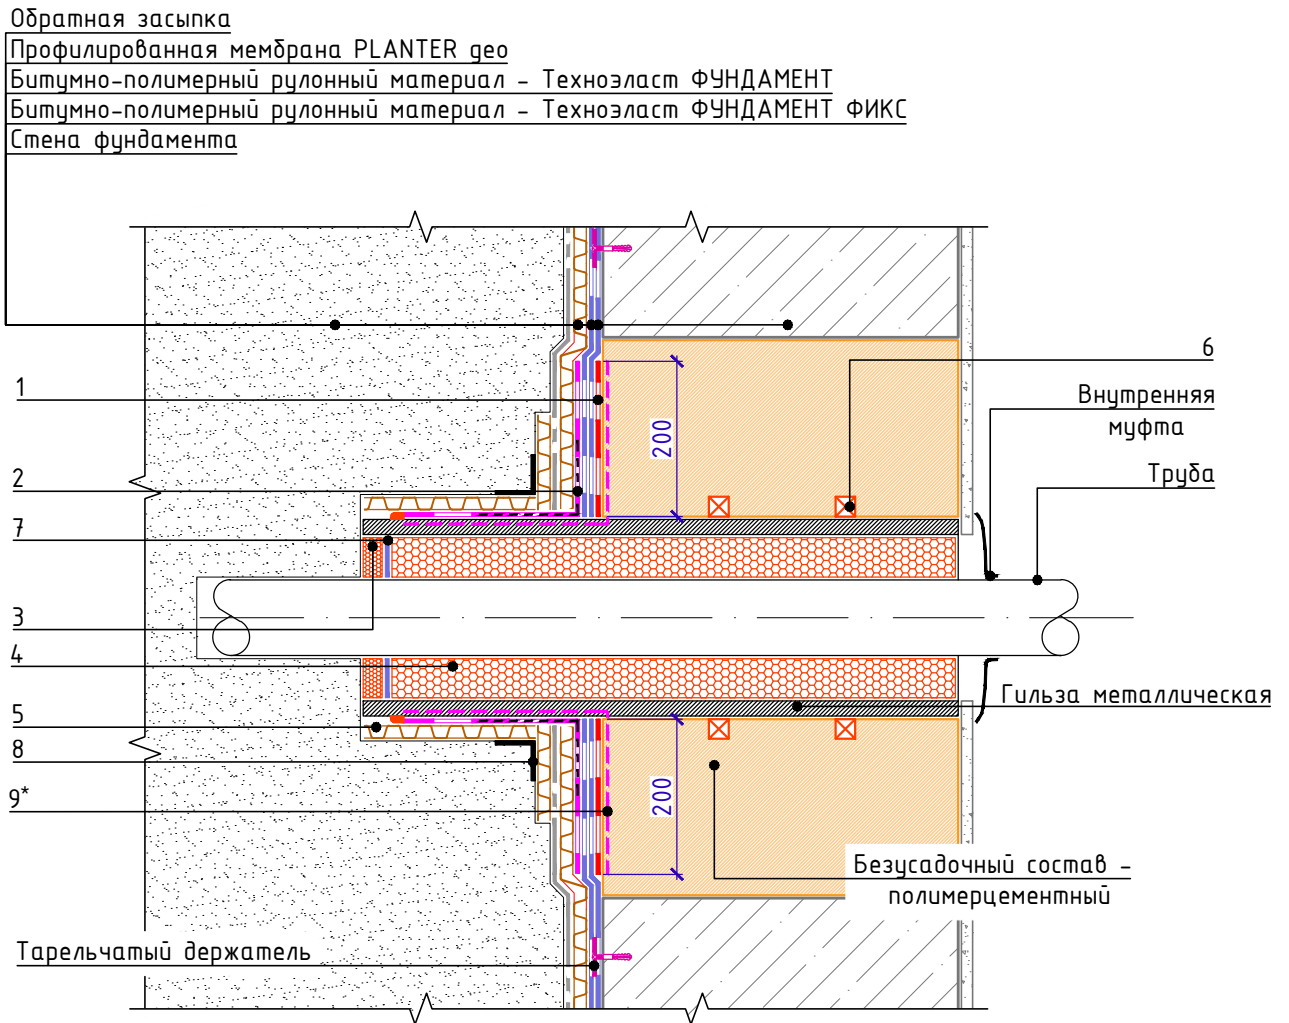 Обратная засыпка
Профилированная мембрана PLANTER geo
Битумно-полимерный рулонный материал - Техноэласт ФУНДАМЕНТ
Битумно-полимерный рулонный материал - Техноэласт ФУНДАМЕНТ ФИКС
Стена фундамента
6
1
Внутренняя
муфта
200
2
Труба
7
3
4
Гильза металлическая
5
8
9*
200
Безусадочный состав -
полимерцементный
Тарельчатый держатель